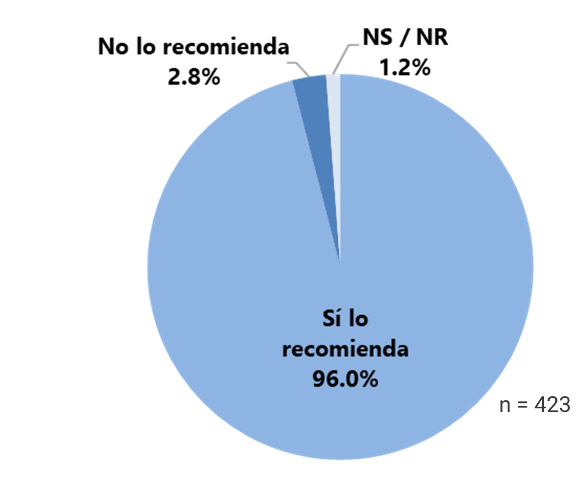 No lo recomienda
2.8%
NS / NR
1.2%
Sí lo
recomienda
96.0%
n = 423